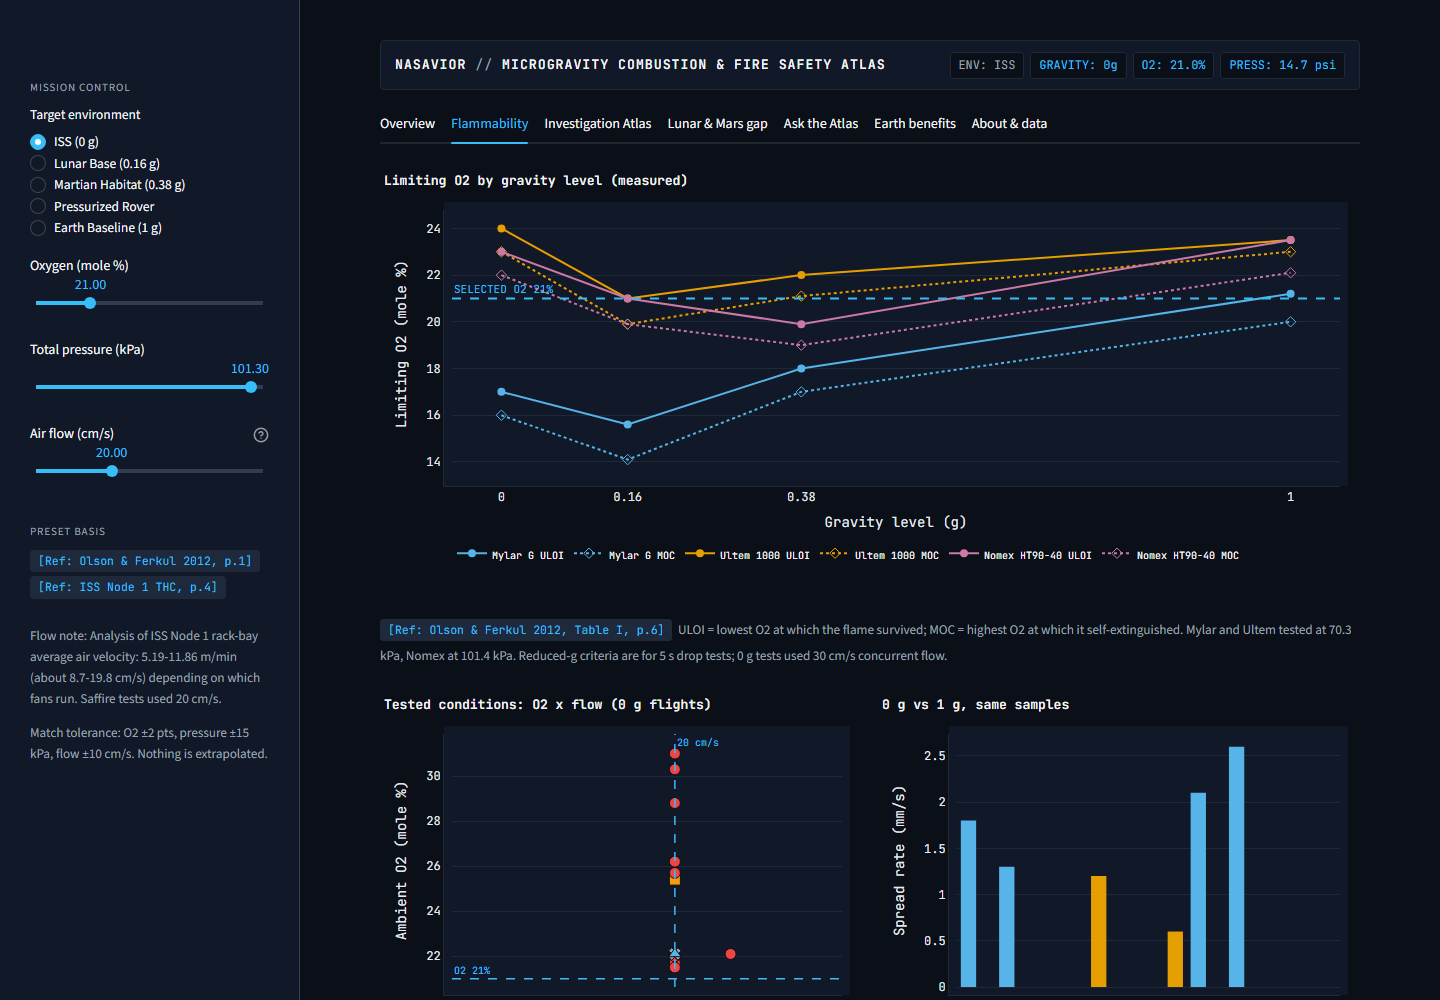 MISSION CONTROL
Target environment
ISS (0 g)
Lunar Base (0.16 g)
Martian Habitat (0.38 g)
Pressurized Rover
Earth Baseline (1 g)
Oxygen (mole %)
21.00
Total pressure (kPa)
101.30
Air flow (cm/s)
20.00
PRESET BASIS
[Ref: Olson & Ferkul 2012, p.1]
[Ref: ISS Node 1 THC, p.4]
Flow note: Analysis of ISS Node 1 rack-bay
average air velocity: 5.19-11.86 m/min
(about 8.7-19.8 cm/s) depending on which
fans run. Saffire tests used 20 cm/s.
Match tolerance: O2 ±2 pts, pressure ±15
kPa, flow ±10 cm/s. Nothing is extrapolated.
NASAVIOR // MICROGRAVITY COMBUSTION & FIRE SAFETY ATLAS
ENV: ISS
GRAVITY: 0g
O2: 21.0%
PRESS: 14.7 psi
Overview Flammability Investigation Atlas Lunar & Mars gap Ask the Atlas Earth benefits About & data
Limiting O2 by gravity level (measured)
Limiting O2 (mole %)
24
22
20
18
16
14
SELECTED O2 21%
0 0.16 0.38 1
Gravity level (g)
Mylar G ULOI Mylar G MOC Ultem 1000 ULOI Ultem 1000 MOC Nomex HT90-40 ULOI Nomex HT90-40 MOC
[Ref: Olson & Ferkul 2012, Table I, p.6] ULOI = lowest O2 at which the flame survived; MOC = highest O2 at which it self-extinguished. Mylar and Ultem tested at 70.3
kPa, Nomex at 101.4 kPa. Reduced-g criteria are for 5 s drop tests; 0 g tests used 30 cm/s concurrent flow.
Tested conditions: O2 x flow (0 g flights)
Ambient O2 (mole %)
30
28
26
24
22
20 cm/s
O2 21%
0 g vs 1 g, same samples
Spread rate (mm/s)
2.5
2
1.5
1
0.5
0